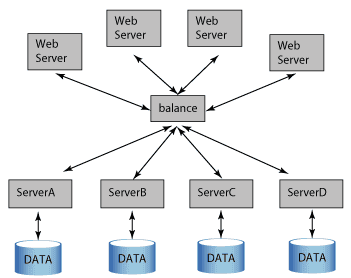 Web
Server
Web
Server
Web
Server
Web
Server
balance
ServerA
ServerB
ServerC
ServerD
DATA
DATA
DATA
DATA